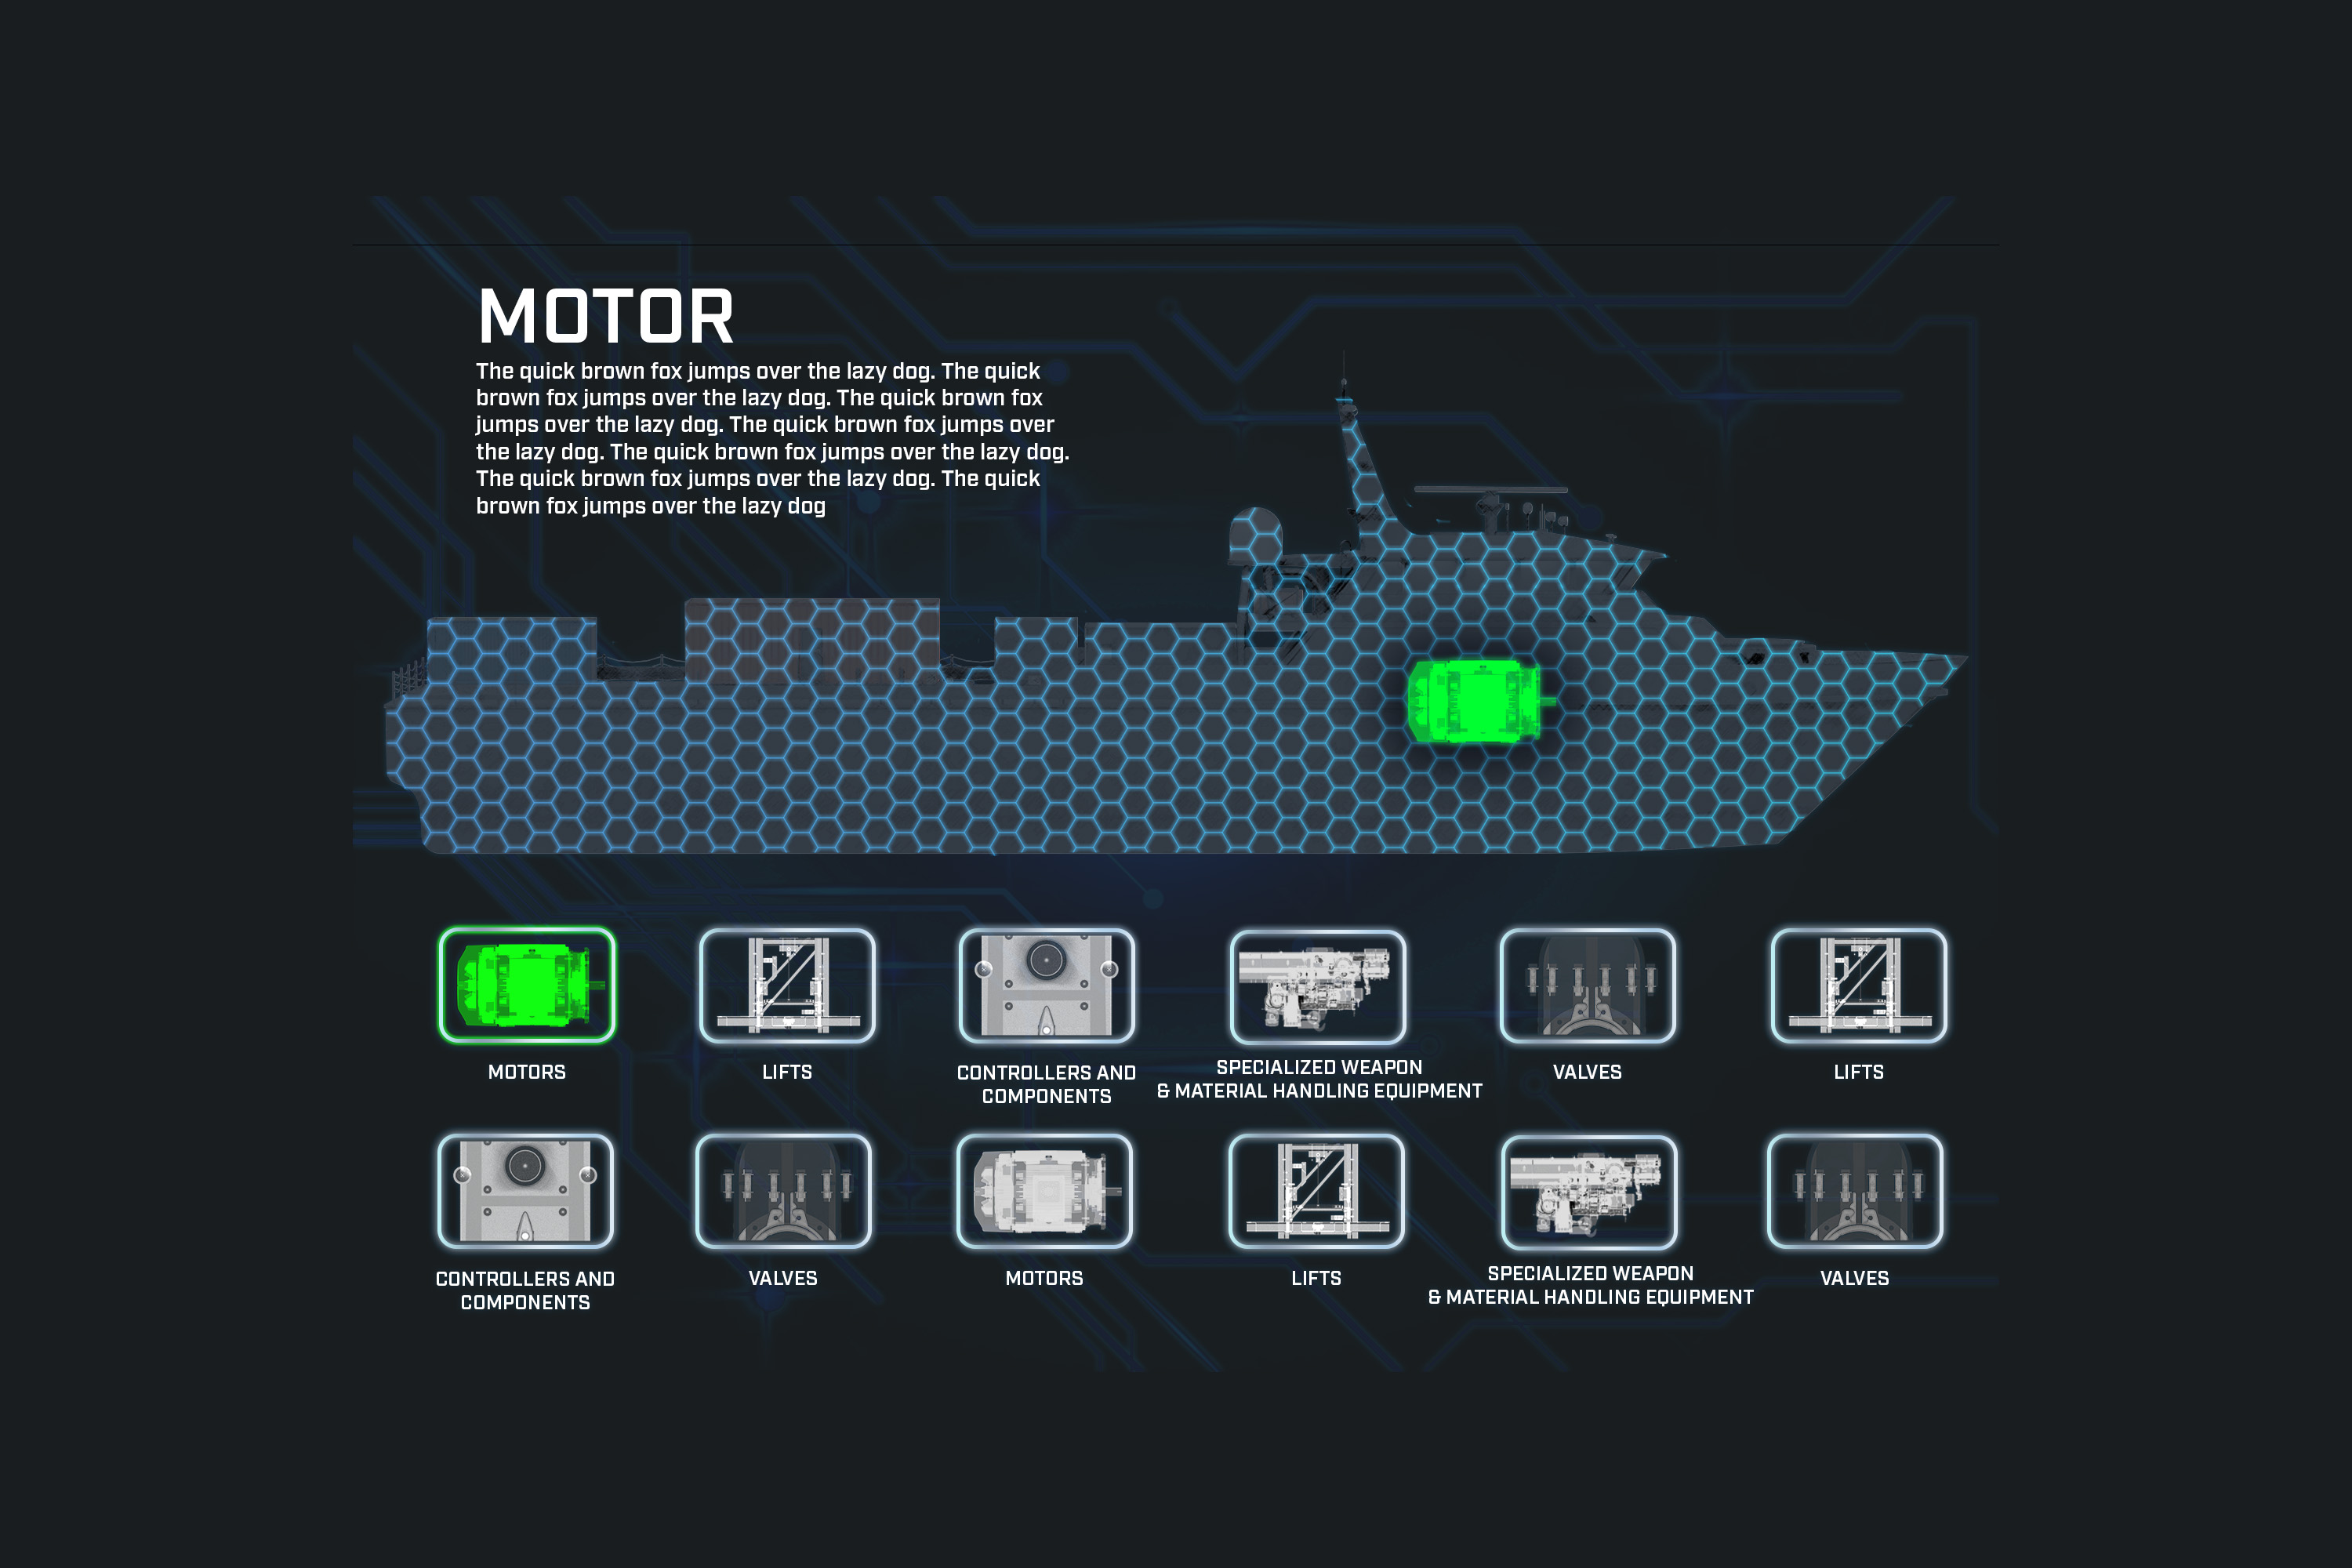 MOTOR
The quick brown fox jumps over the lazy dog. The quick
brown fox jumps over the lazy dog. The quick brown fox
jumps over the lazy dog. The quick brown fox jumps over
the lazy dog. The quick brown fox jumps over the lazy dog.
The quick brown fox jumps over the lazy dog. The quick
brown fox jumps over the lazy dog
MOTORS
LIFTS
CONTROLLERS AND
COMPONENTS
SPECIALIZED WEAPON
& MATERIAL HANDLING EQUIPMENT
VALVES
LIFTS
CONTROLLERS AND
COMPONENTS
VALVES
MOTORS
LIFTS
SPECIALIZED WEAPON
& MATERIAL HANDLING EQUIPMENT
VALVES